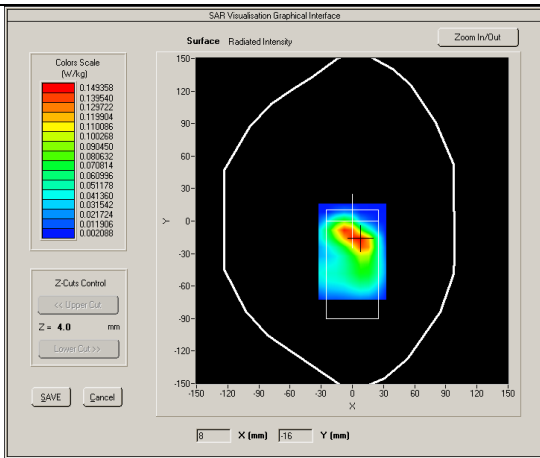 SAR Visualisation Graphical Interface
Surface Radiated Intensity
Zoom In/Out
Colors Scale
(W/kg)
0.149358
0.139540
0.129722
0.119904
0.110086
0.100268
0.090450
0.080632
0.070814
0.060996
0.051178
0.041360
0.031542
0.021724
0.011906
0.002088
Z-Cuts Control
<< Upper Cut
Z = 4.0 mm
Lower Cut >>
SAVE Cancel
150-
120-
90-
60-
30-
0-
-30-
-60-
-90-
-120-
-150-
Y
-150 -120 -90 -60 -30 0 30 60 90 120 150
X
8 X (mm) -16 Y (mm)